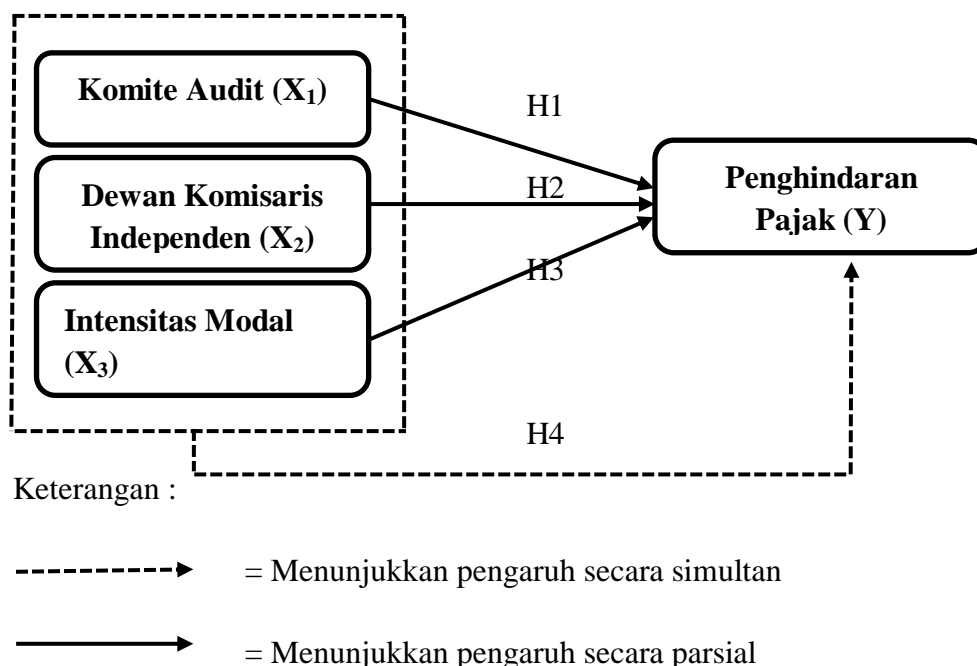 Komite Audit (X₁)
H1
Dewan Komisaris
Independen (X₂)
H2
Penghindaran
Pajak (Y)
Intensitas Modal
(X₃)
H3
H4
Keterangan :
= Menunjukkan pengaruh secara simultan
= Menunjukkan pengaruh secara parsial